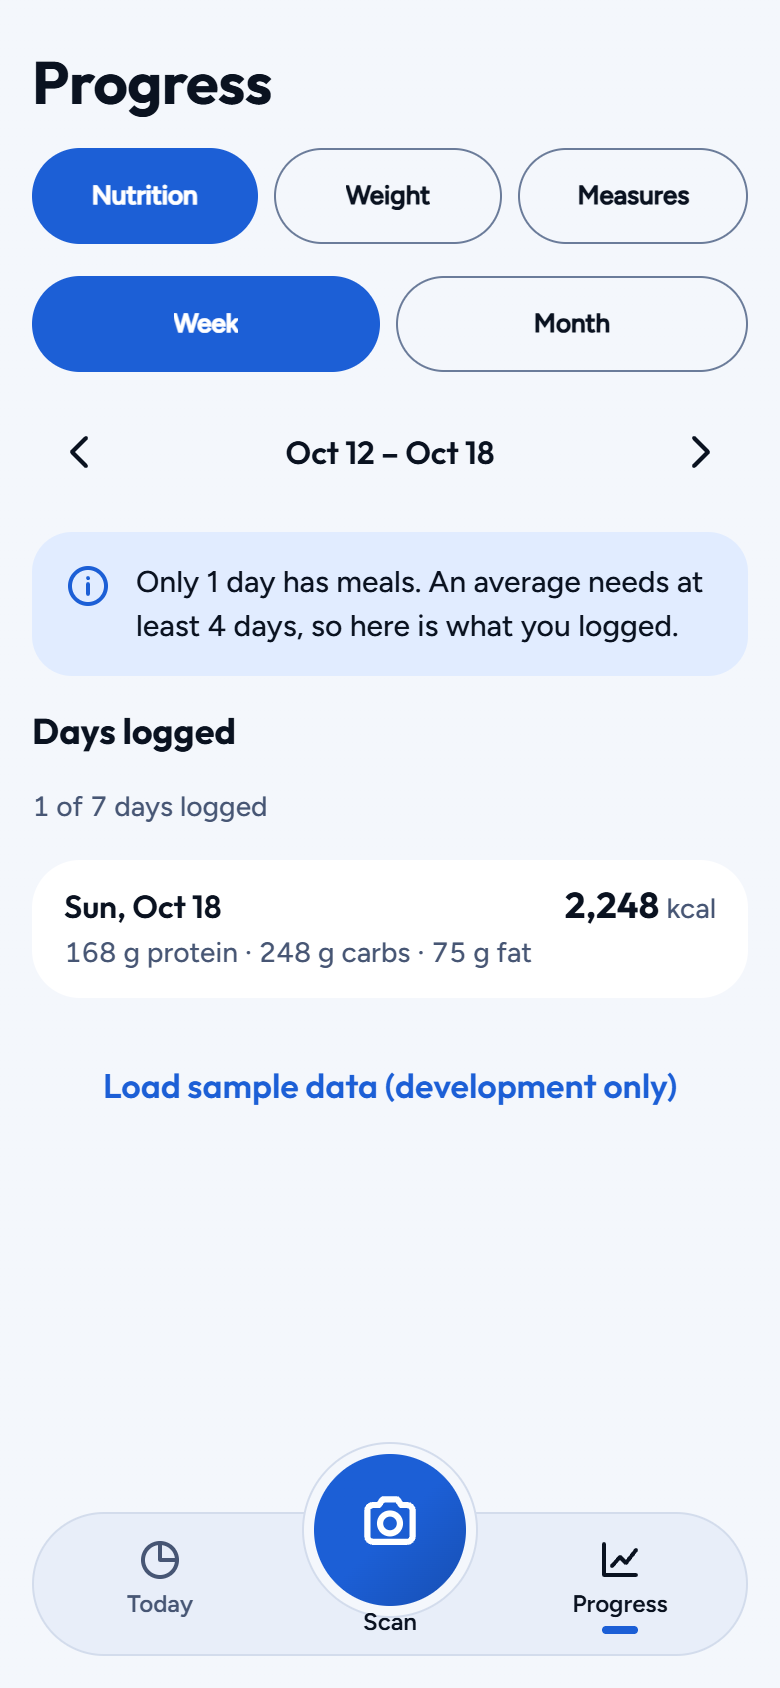 Progress
Nutrition Weight Measures
Week Month
Oct 12 – Oct 18
Only 1 day has meals. An average needs at
least 4 days, so here is what you logged.
Days logged
1 of 7 days logged
Sun, Oct 18 2,248 kcal
168 g protein · 248 g carbs · 75 g fat
Load sample data (development only)
Today Scan Progress